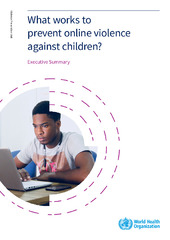 What works to
prevent online violence
against children?
Executive Summary
World Health
Organization